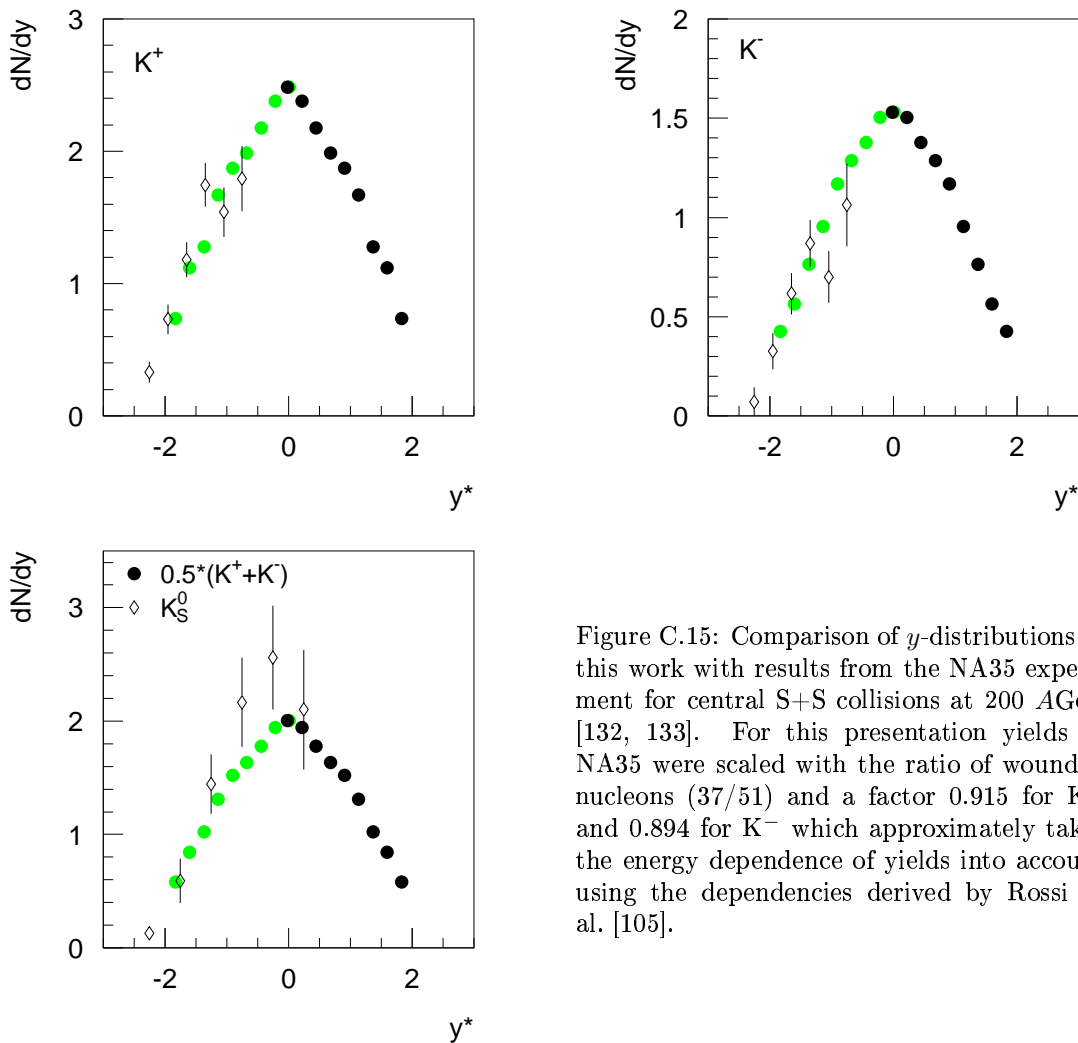 dN/dy
3
2
1
0
K+
-2 0 2
y*
dN/dy
2
1.5
1
0.5
0
K-
-2 0 2
y*
dN/dy
3
2
1
0
0.5*(K++K-)
K0S
-2 0 2
y*
Figure C.15: Comparison of y-distributions
this work with results from the NA35 expe
ment for central S+S collisions at 200 AGe
[132, 133]. For this presentation yields
NA35 were scaled with the ratio of wound
nucleons (37/51) and a factor 0.915 for K
and 0.894 for K− which approximately tak
the energy dependence of yields into accou
using the dependencies derived by Rossi
al. [105].